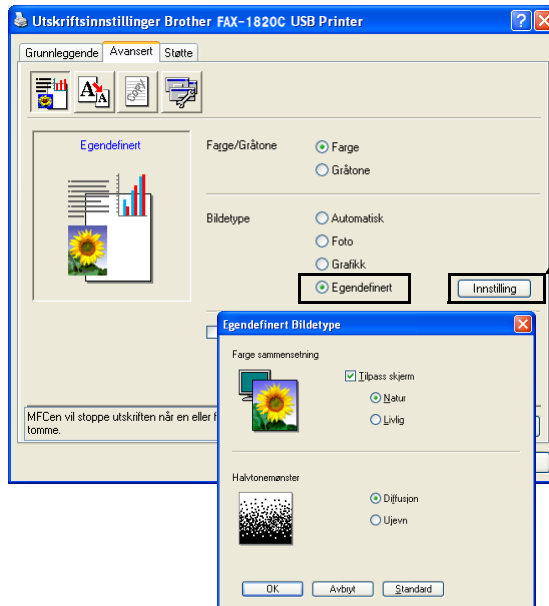 Utskriftsinnstillinger Brother FAX-1820C USB Printer
Grunnleggende Avansert Støtte
Egendefinert
Farge/Gråtone
Farge
Gråtone
Bildetype
Automatisk
Foto
Grafikk
Egendefinert
Innstilling
MFCen vil stoppe utskriften når en eller f
tomme.
Egendefinert Bildetype
Farge sammensetning
Tilpass skjerm
Natur
Livlig
Halvtonemønster
Diffusjon
Ujevn
OK Avbryt Standard